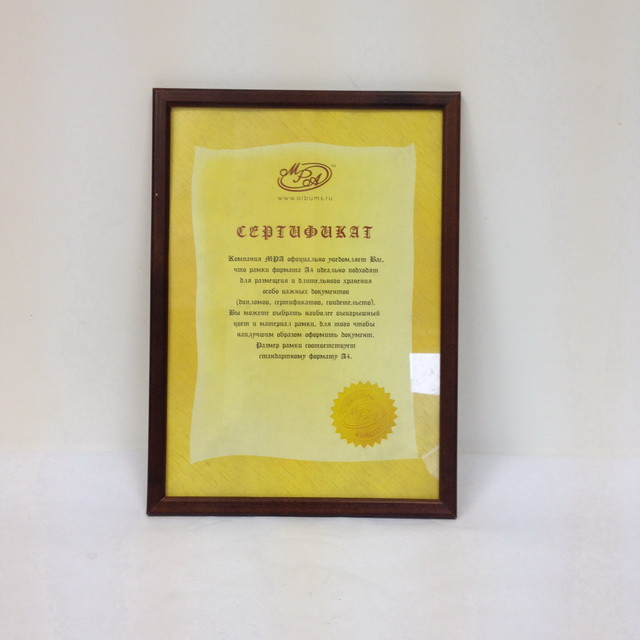 МРА
www.albums.ru
СЕРТИФИКАТ
Компания МРА официально уведомляет Вас,
что рамки формата А4 идеально подходят
для размещения и длительного хранения
особо важных документов
(дипломов, сертификатов, свидетельств).
Вы можете выбрать наиболее выигрышный
цвет и материал рамки, для того чтобы
наилучшим образом оформить документ.
Размер рамки соответствует
стандартному формату А4.